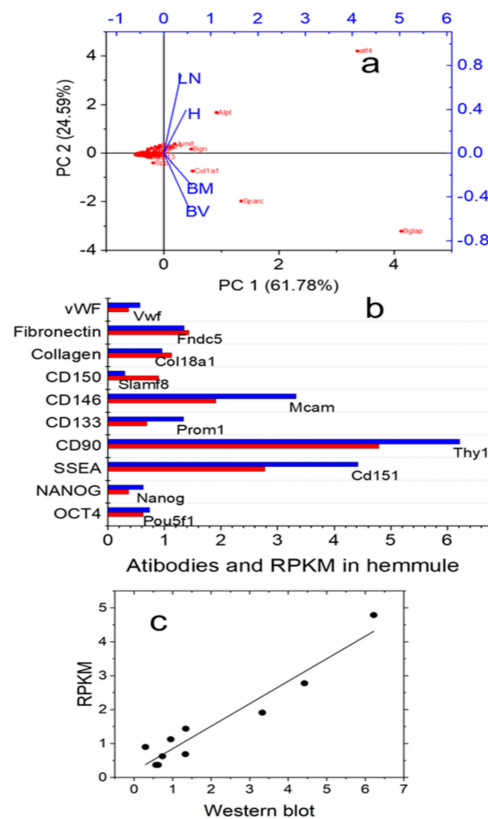 -1 0 1 2 3 4 5 6
a
atf4
LN
Alpl
H
Bgn
Col1a1
BM
Sparc
BV
Bglap
4
2
0
-2
-4
0.8
0.4
0.0
-0.4
-0.8
PC 2 (24.59%)
0 2 4
PC 1 (61.78%)
b
vWF
Vwf
Fibronectin
Fndc5
Collagen
Col18a1
CD150
Slamf8
CD146
Mcam
CD133
Prom1
CD90
Thy1
SSEA
Cd151
NANOG
Nanog
OCT4
Pou5f1
0 1 2 3 4 5 6
Atibodies and RPKM in hemmule
c
5
4
3
2
1
0
RPKM
0 1 2 3 4 5 6 7
Western blot